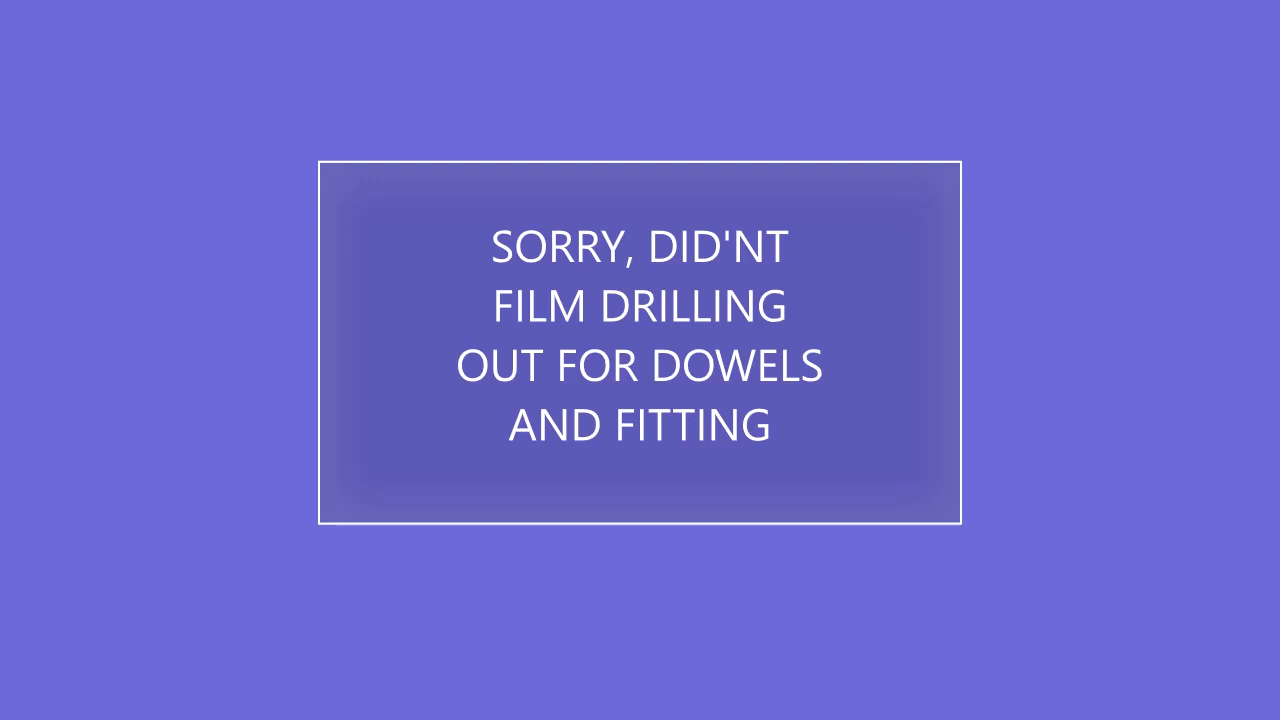 SORRY, DID'NT
FILM DRILLING
OUT FOR DOWELS
AND FITTING